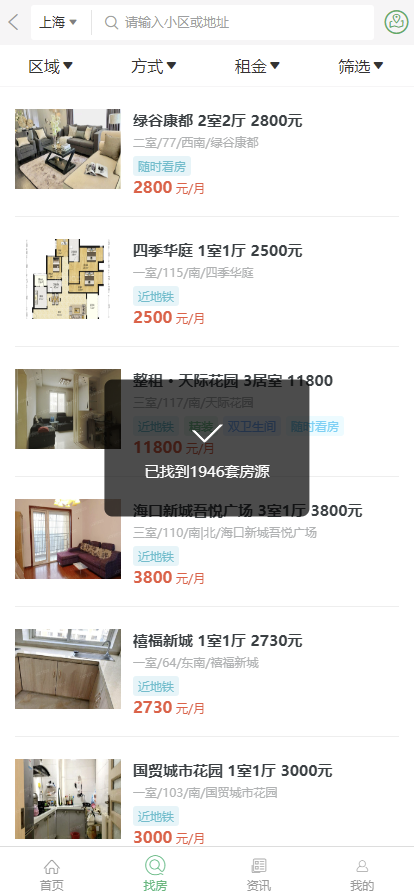 上海
请输入小区或地址
区域 方式 租金 筛选
绿谷康都 2室2厅 2800元
二室/77/西南/绿谷康都
随时看房
2800 元/月
四季华庭 1室1厅 2500元
一室/115/南/四季华庭
近地铁
2500 元/月
整租·天际花园 3居室 11800
三室/117/南/天际花园
近地铁 精装 双卫生间 随时看房
11800 元/月
已找到1946套房源
海口新城吾悦广场 3室1厅 3800元
三室/110/南|北/海口新城吾悦广场
近地铁
3800 元/月
禧福新城 1室1厅 2730元
一室/64/东南/禧福新城
近地铁
2730 元/月
国贸城市花园 1室1厅 3000元
一室/103/南/国贸城市花园
近地铁
3000 元/月
首页 找房 资讯 我的